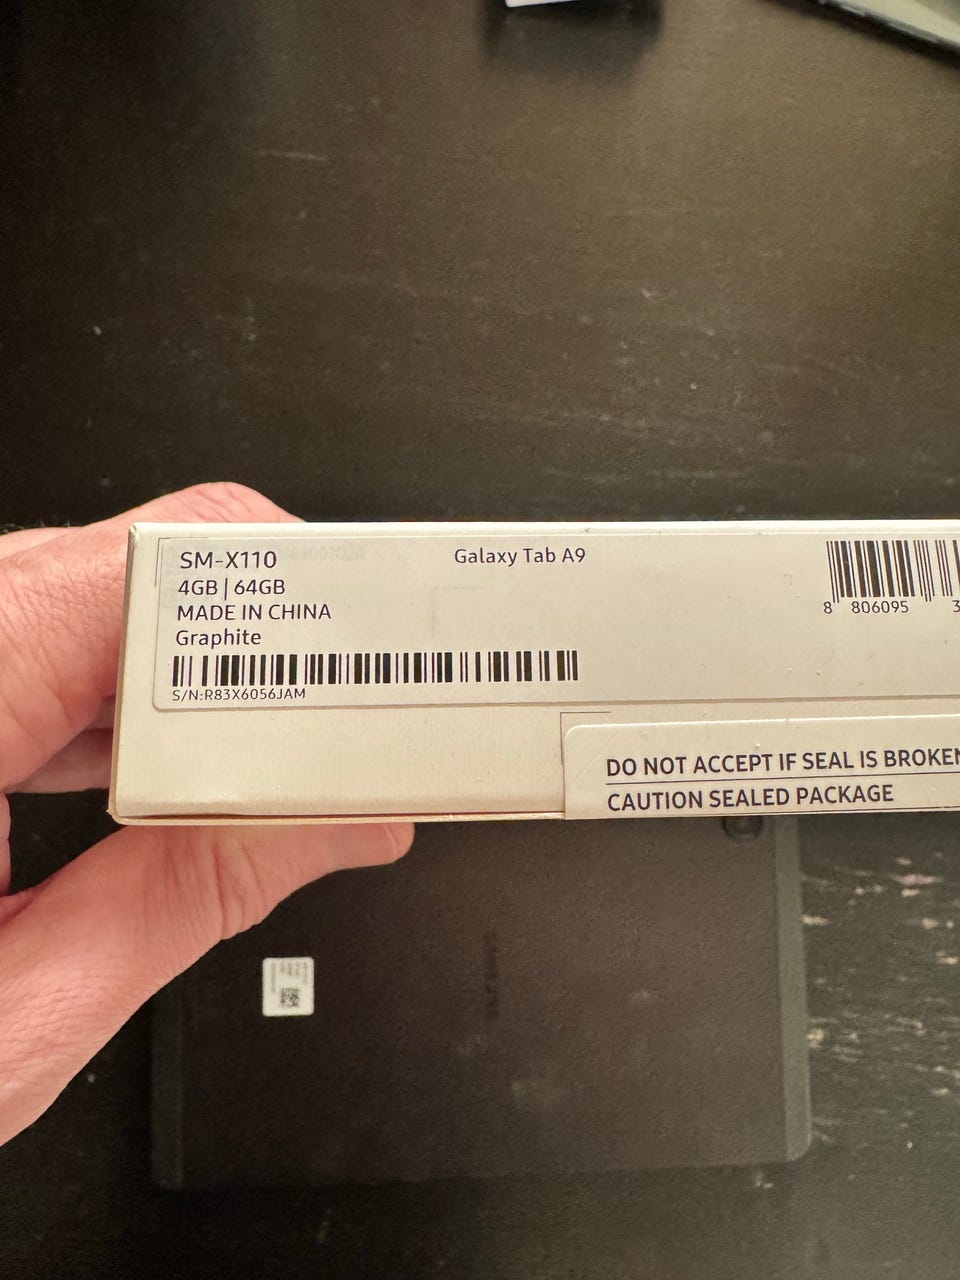 SM-X110
Galaxy Tab A9
4GB | 64GB
MADE IN CHINA
Graphite
S/N:R83X6056JAM
8 806095 3
DO NOT ACCEPT IF SEAL IS BROKEN
CAUTION SEALED PACKAGE